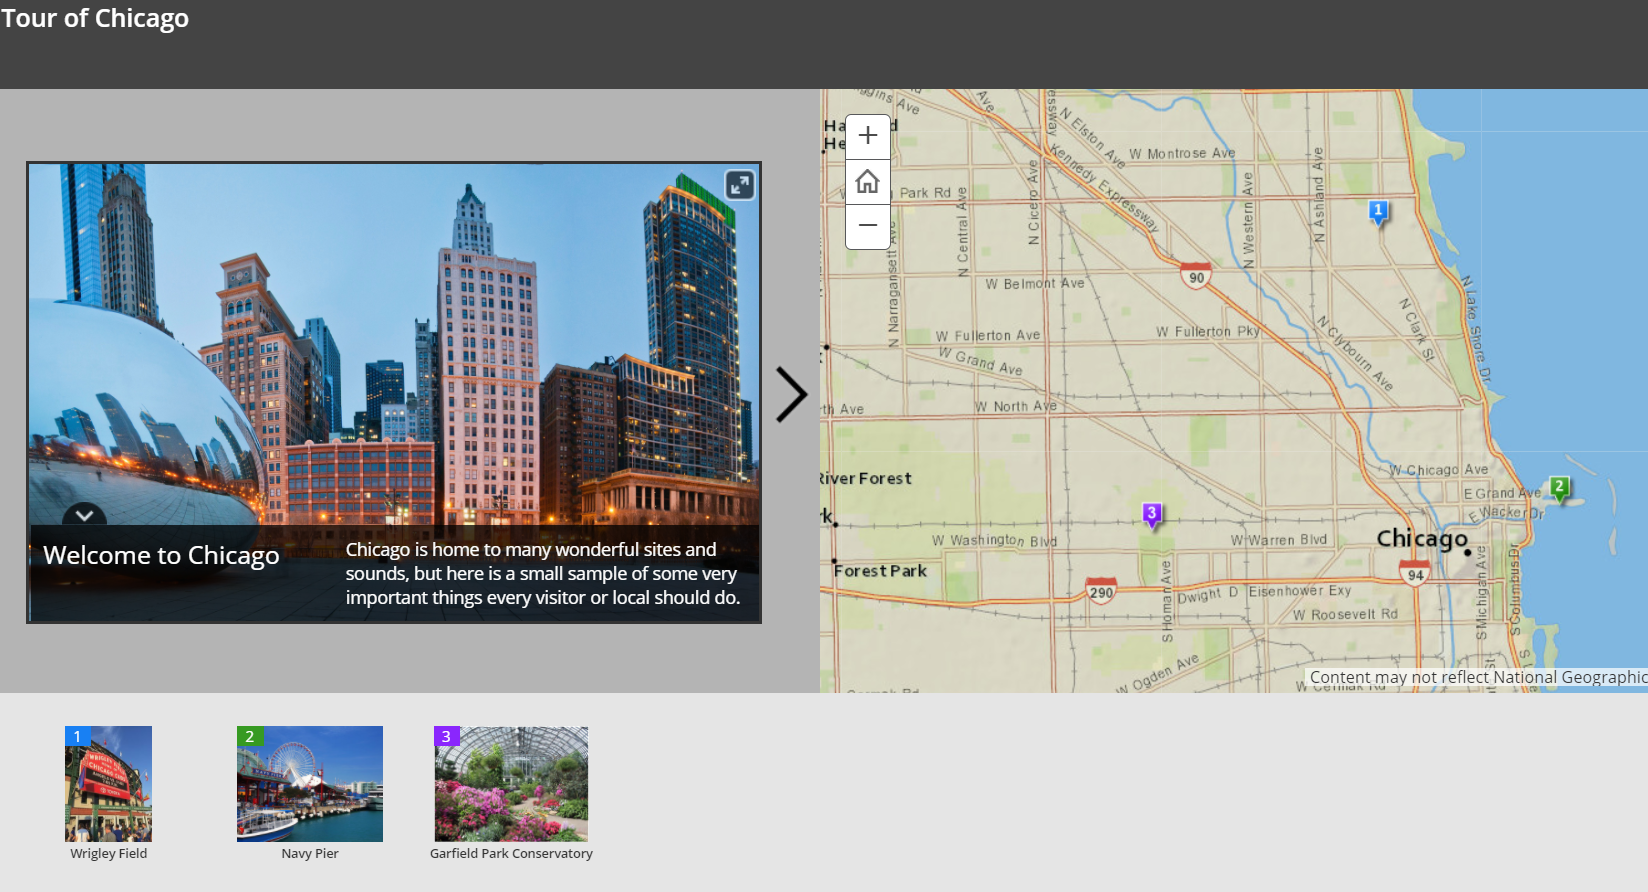 Tour of Chicago
Welcome to Chicago
Chicago is home to many wonderful sites and
sounds, but here is a small sample of some very
important things every visitor or local should do.
N Elston Ave
W Montrose Ave
Kennedy Expressway
Park Rd
N Central Ave
N Cicero Ave
N Western Ave
N Ashland Ave
1
N Narragansett Ave
90
W Belmont Ave
N Lake Shore Dr
N Clark St
W Fullerton Ave
W Fullerton Pky
N Clybourn Ave
W Grand Ave
W North Ave
W Chicago Ave
River Forest
2
E Grand Ave
3
E Wacker Dr
W Washington Blvd
W Warren Blvd
Chicago
Forest Park
94
290
Dwight D Eisenhower Exy
S Homan Ave
S Michigan Ave
S Columbus Dr
W Roosevelt Rd
W Ogden Ave
Content may not reflect National Geographic
1
2
3
WRIGLEY FIELD
CHICAGO CUBS
Wrigley Field
Navy Pier
Garfield Park Conservatory